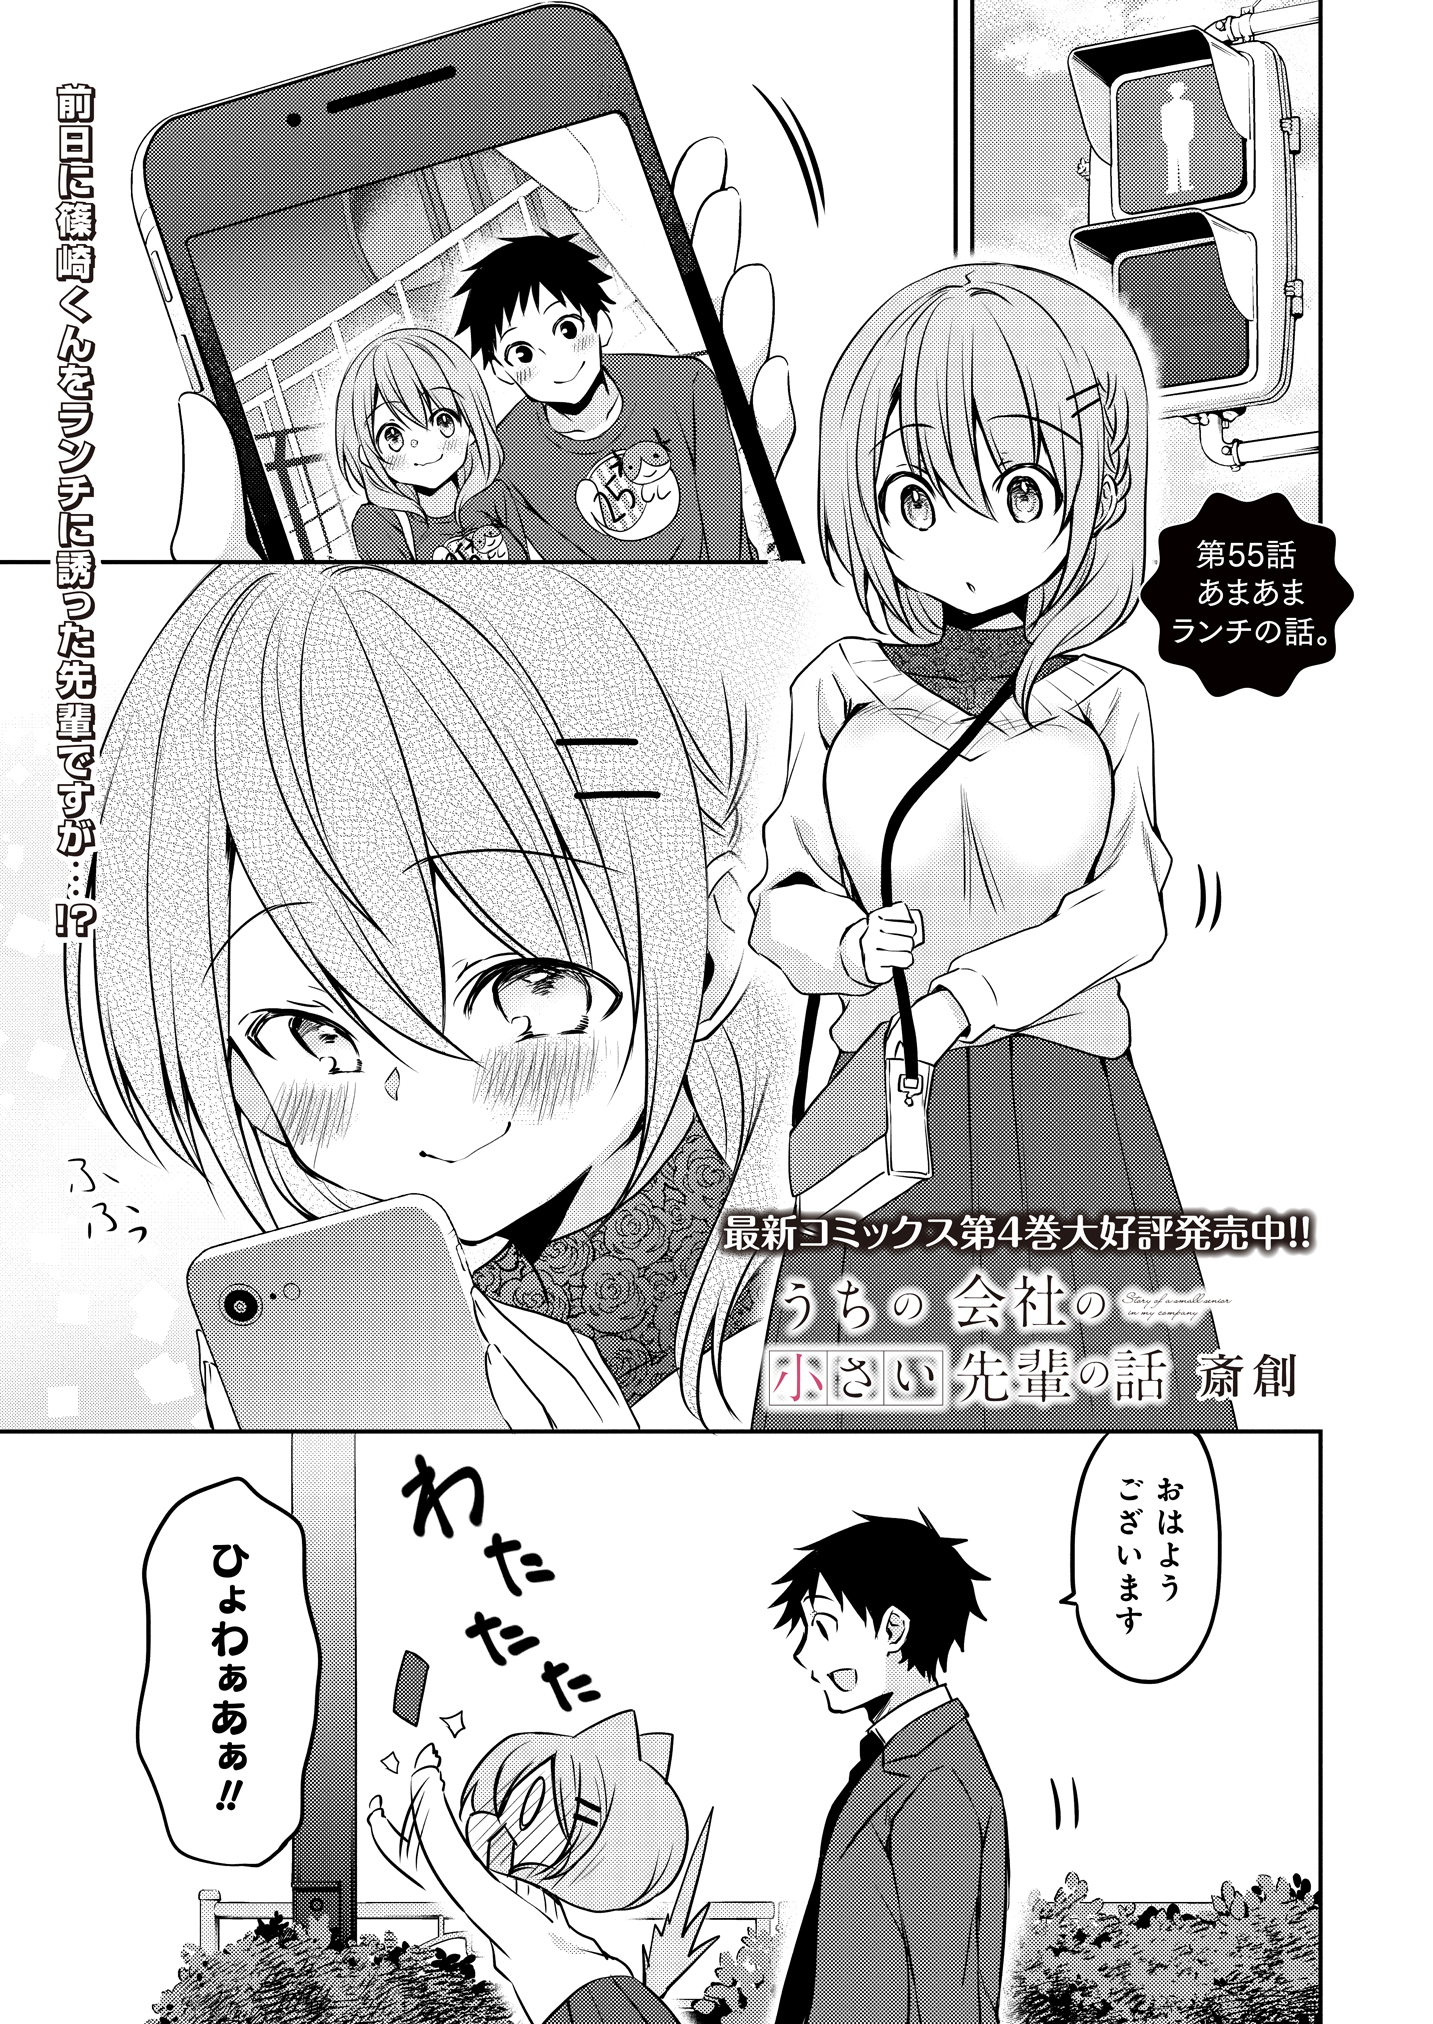 第55話
あまあま
ランチの話。
前日に篠崎くんをランチに誘った先輩ですが…!?
257
ふふふっ
最新コミックス第4巻大好評発売中!!
うちの会社の
Story of a small senior
in my company
小さい先輩の話
斎創
おはよう
ございます
わたたたた
ひょわぁあぁ!!